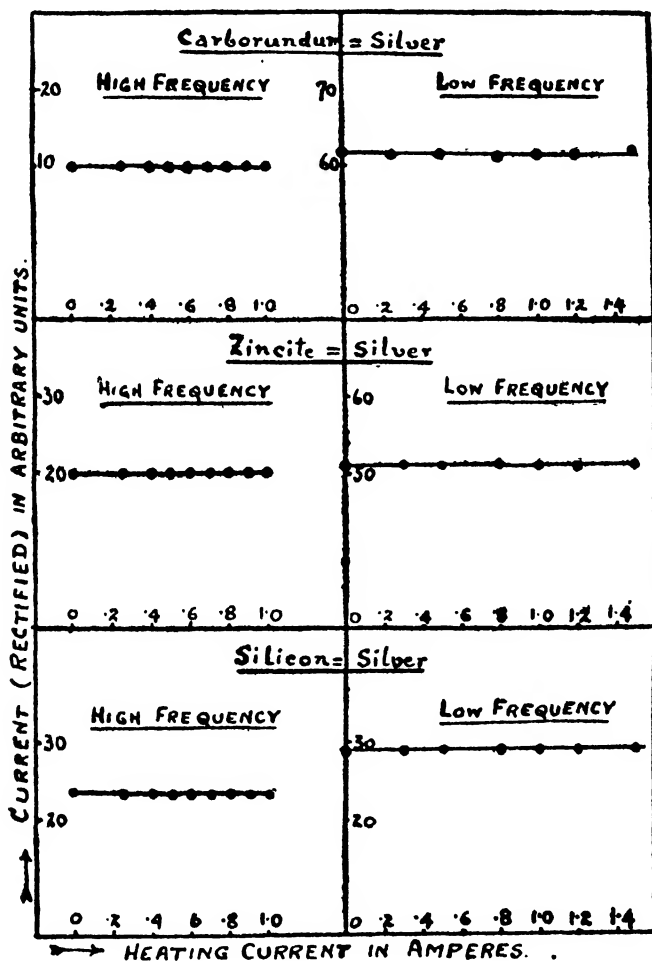 Carborundum = Silver
HIGH FREQUENCY
LOW FREQUENCY
20
10
70
60
0 ·2 ·4 ·6 ·8 1·0
0 ·2 ·4 ·6 ·8 1·0 1·2 1·4
Zincite = Silver
HIGH FREQUENCY
LOW FREQUENCY
30
20
60
50
0 ·2 ·4 ·6 ·8 1·0
0 ·2 ·4 ·6 ·8 1·0 1·2 1·4
Silicon = Silver
HIGH FREQUENCY
LOW FREQUENCY
30
20
30
20
0 ·2 ·4 ·6 ·8 1·0
0 ·2 ·4 ·6 ·8 1·0 1·2 1·4
CURRENT (RECTIFIED) IN ARBITRARY UNITS.
HEATING CURRENT IN AMPERES.